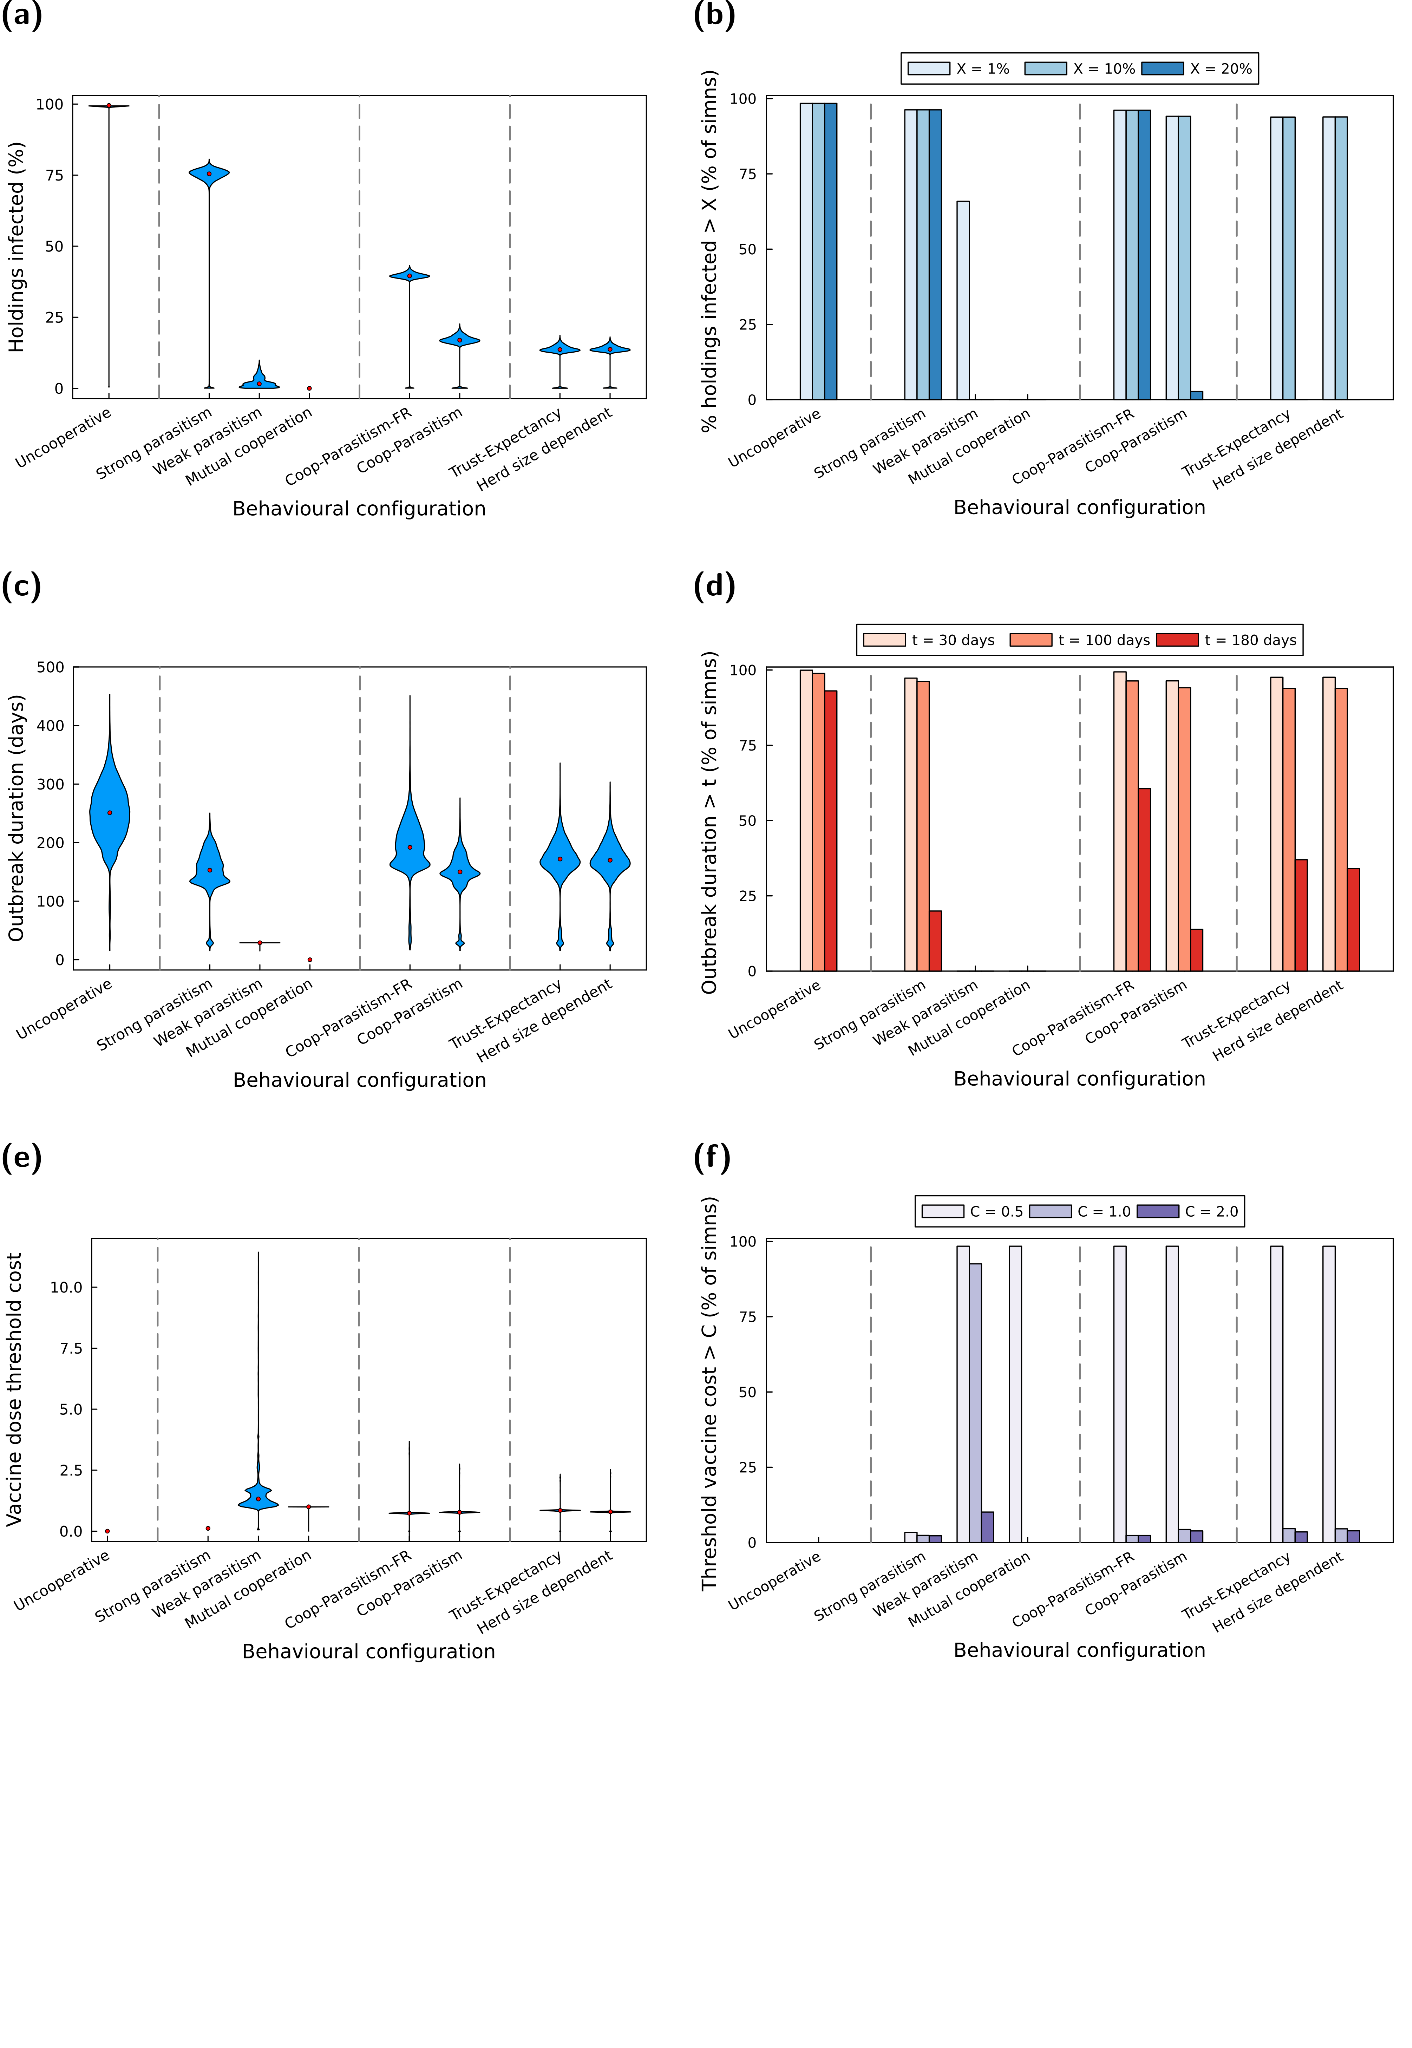 (a)
Holdings infected (%)
100
75
50
25
0
Uncooperative
Strong parasitism
Weak parasitism
Mutual cooperation
Coop-Parasitism-FR
Coop-Parasitism
Trust-Expectancy
Herd size dependent
Behavioural configuration
(b)
X = 1%
X = 10%
X = 20%
% holdings infected > X (% of simns)
100
75
50
25
0
Uncooperative
Strong parasitism
Weak parasitism
Mutual cooperation
Coop-Parasitism-FR
Coop-Parasitism
Trust-Expectancy
Herd size dependent
Behavioural configuration
(c)
Outbreak duration (days)
500
400
300
200
100
0
Uncooperative
Strong parasitism
Weak parasitism
Mutual cooperation
Coop-Parasitism-FR
Coop-Parasitism
Trust-Expectancy
Herd size dependent
Behavioural configuration
(d)
t = 30 days
t = 100 days
t = 180 days
Outbreak duration > t (% of simns)
100
75
50
25
0
Uncooperative
Strong parasitism
Weak parasitism
Mutual cooperation
Coop-Parasitism-FR
Coop-Parasitism
Trust-Expectancy
Herd size dependent
Behavioural configuration
(e)
Vaccine dose threshold cost
10.0
7.5
5.0
2.5
0.0
Uncooperative
Strong parasitism
Weak parasitism
Mutual cooperation
Coop-Parasitism-FR
Coop-Parasitism
Trust-Expectancy
Herd size dependent
Behavioural configuration
(f)
C = 0.5
C = 1.0
C = 2.0
Threshold vaccine cost > C (% of simns)
100
75
50
25
0
Uncooperative
Strong parasitism
Weak parasitism
Mutual cooperation
Coop-Parasitism-FR
Coop-Parasitism
Trust-Expectancy
Herd size dependent
Behavioural configuration